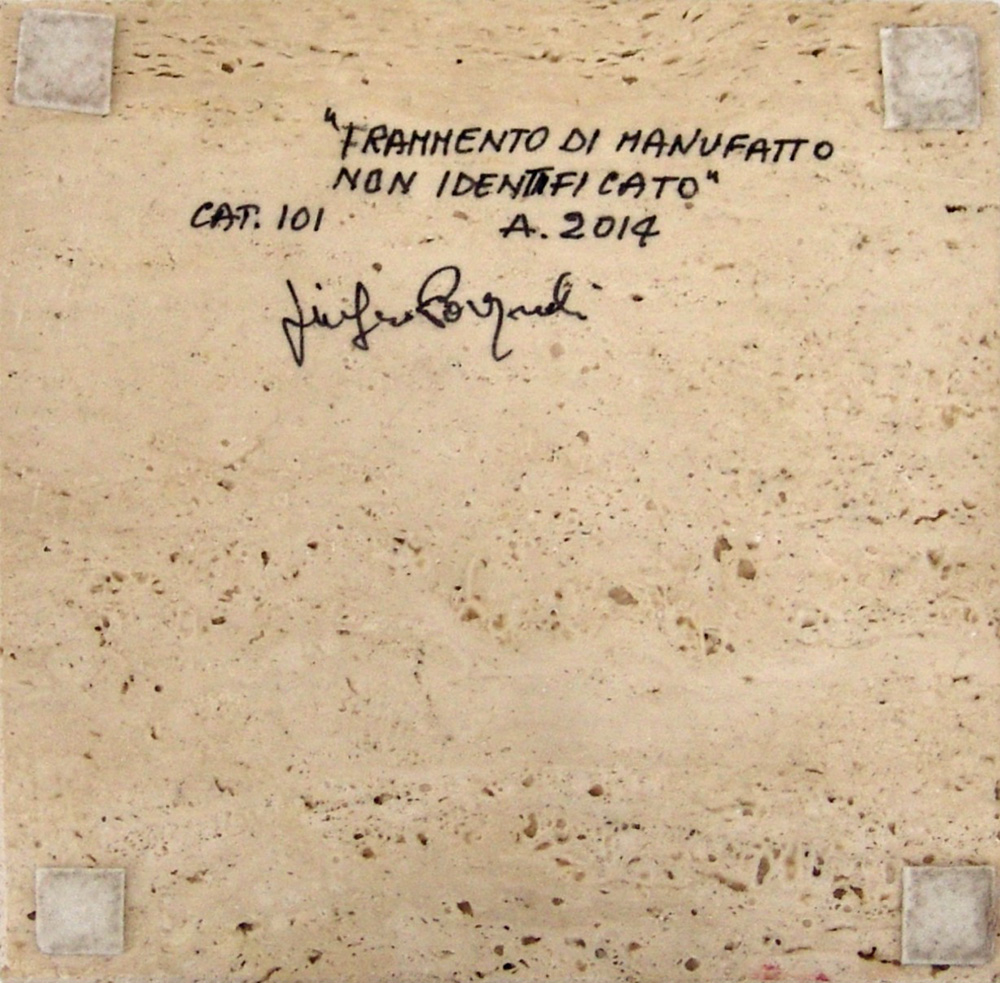 "FRAMMENTO DI MANUFATTO
NON IDENTIFICATO"
CAT. 101 A. 2014